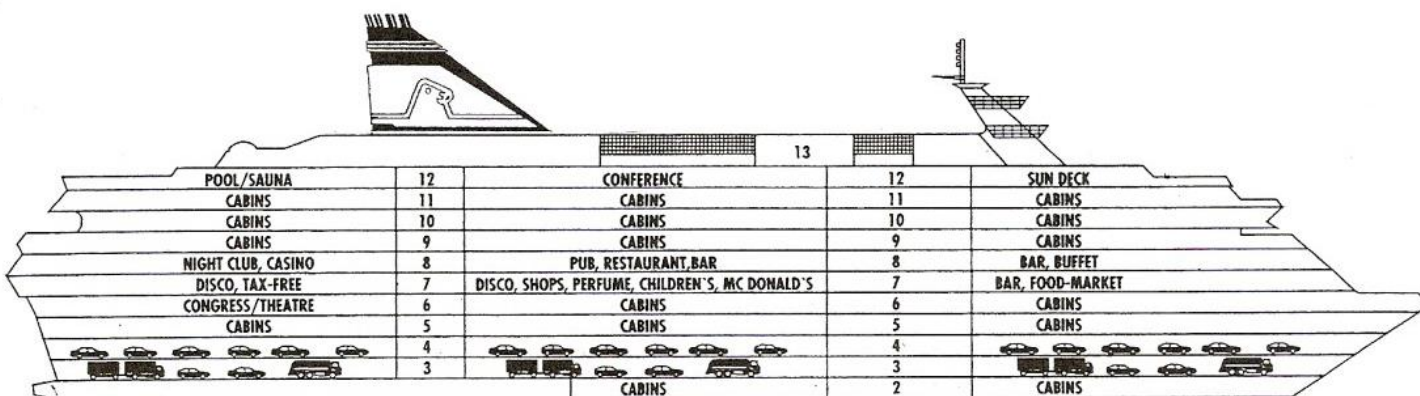 13
POOL/SAUNA 12 CONFERENCE 12 SUN DECK
CABINS 11 CABINS 11 CABINS
CABINS 10 CABINS 10 CABINS
CABINS 9 CABINS 9 CABINS
NIGHT CLUB, CASINO 8 PUB, RESTAURANT,BAR 8 BAR, BUFFET
DISCO, TAX-FREE 7 DISCO, SHOPS, PERFUME, CHILDREN`S, MC DONALD`S 7 BAR, FOOD-MARKET
CONGRESS/THEATRE 6 CABINS 6 CABINS
CABINS 5 CABINS 5 CABINS
4 4
3 3
CABINS 2 CABINS